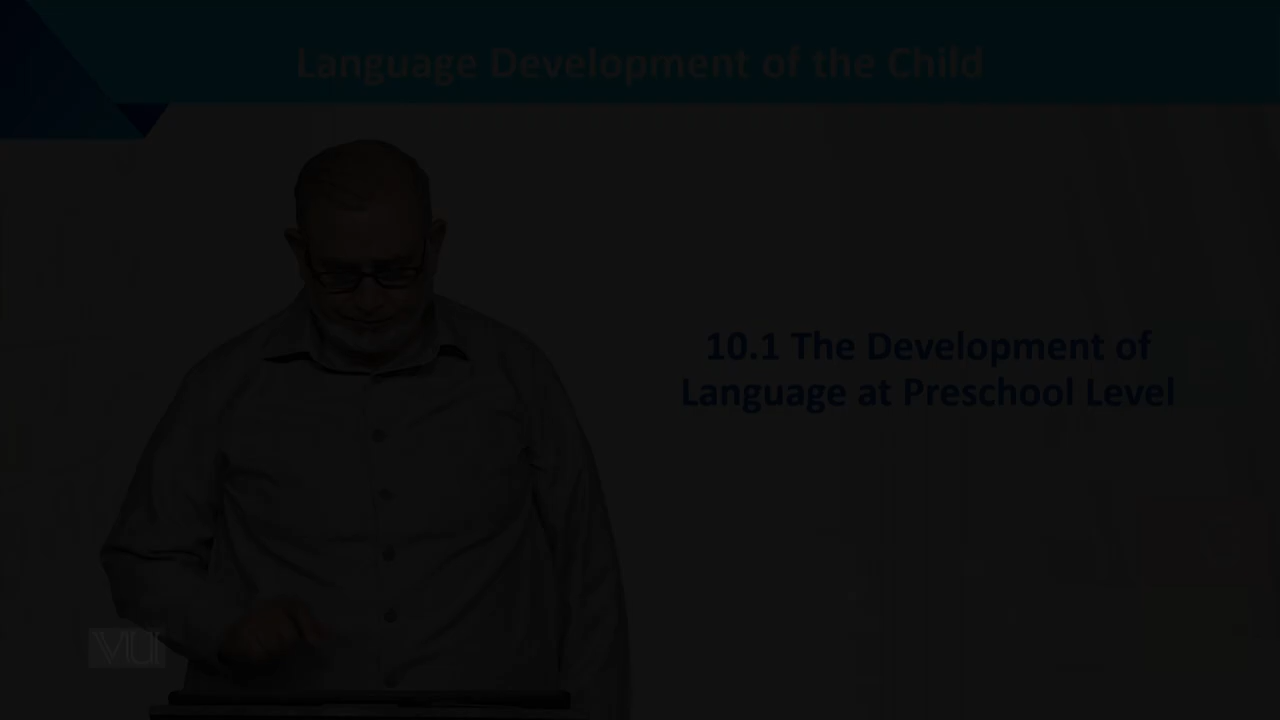 Language Development of the Child
10.1 The Development of
Language at Preschool Level
VU